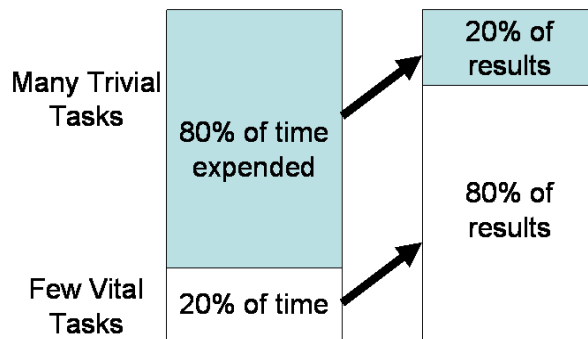 Many Trivial
Tasks
80% of time
expended
20% of
results
80% of
results
Few Vital
Tasks
20% of time